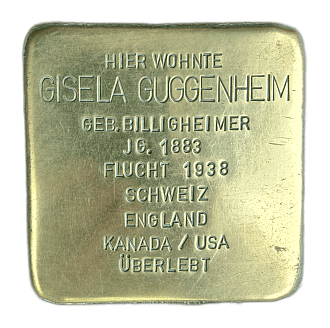 HIER WOHNTE
GISELA GUGGENHEIM
GEB. BILLIGHEIMER
JG. 1883
FLUCHT 1938
SCHWEIZ
ENGLAND
KANADA / USA
ÜBERLEBT